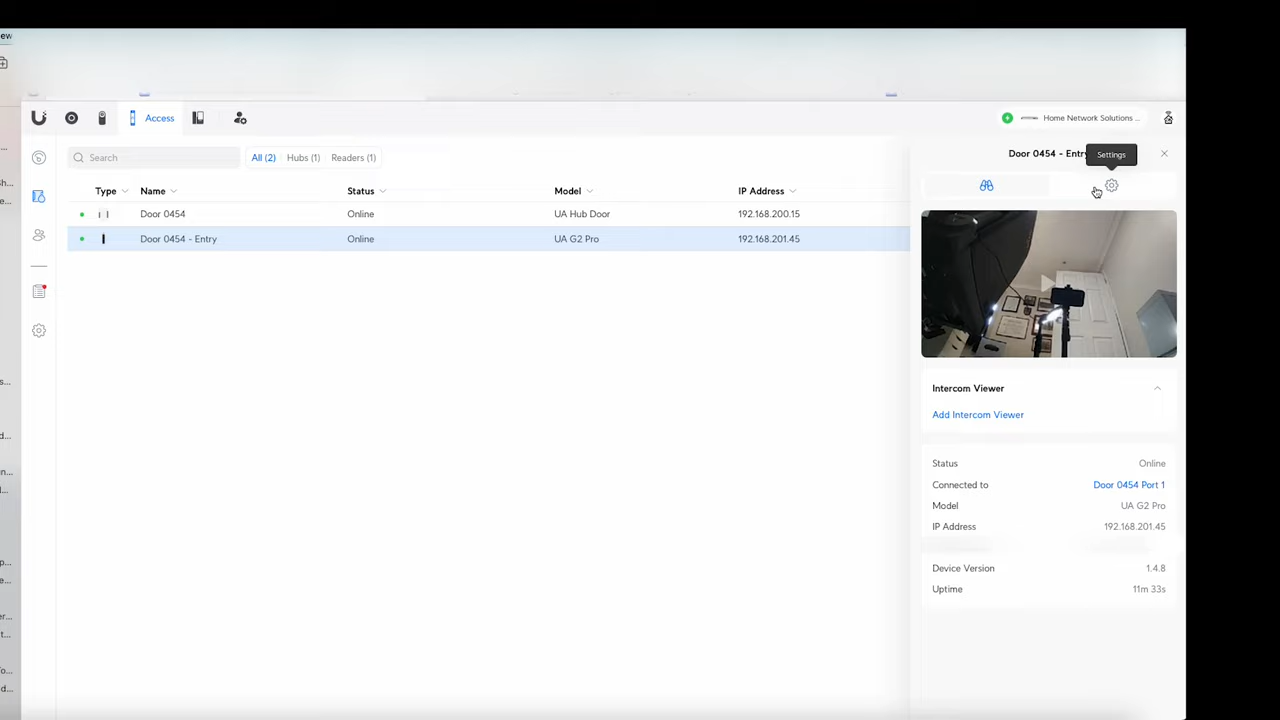 ew
Access
Home Network Solutions ...
Search
All (2) Hubs (1) Readers (1)
Door 0454 - Entry
Settings
Type Name Status Model IP Address
Door 0454 Online UA Hub Door 192.168.200.15
Door 0454 - Entry Online UA G2 Pro 192.168.201.45
Intercom Viewer
Add Intercom Viewer
Status Online
Connected to Door 0454 Port 1
Model UA G2 Pro
IP Address 192.168.201.45
Device Version 1.4.8
Uptime 11m 33s